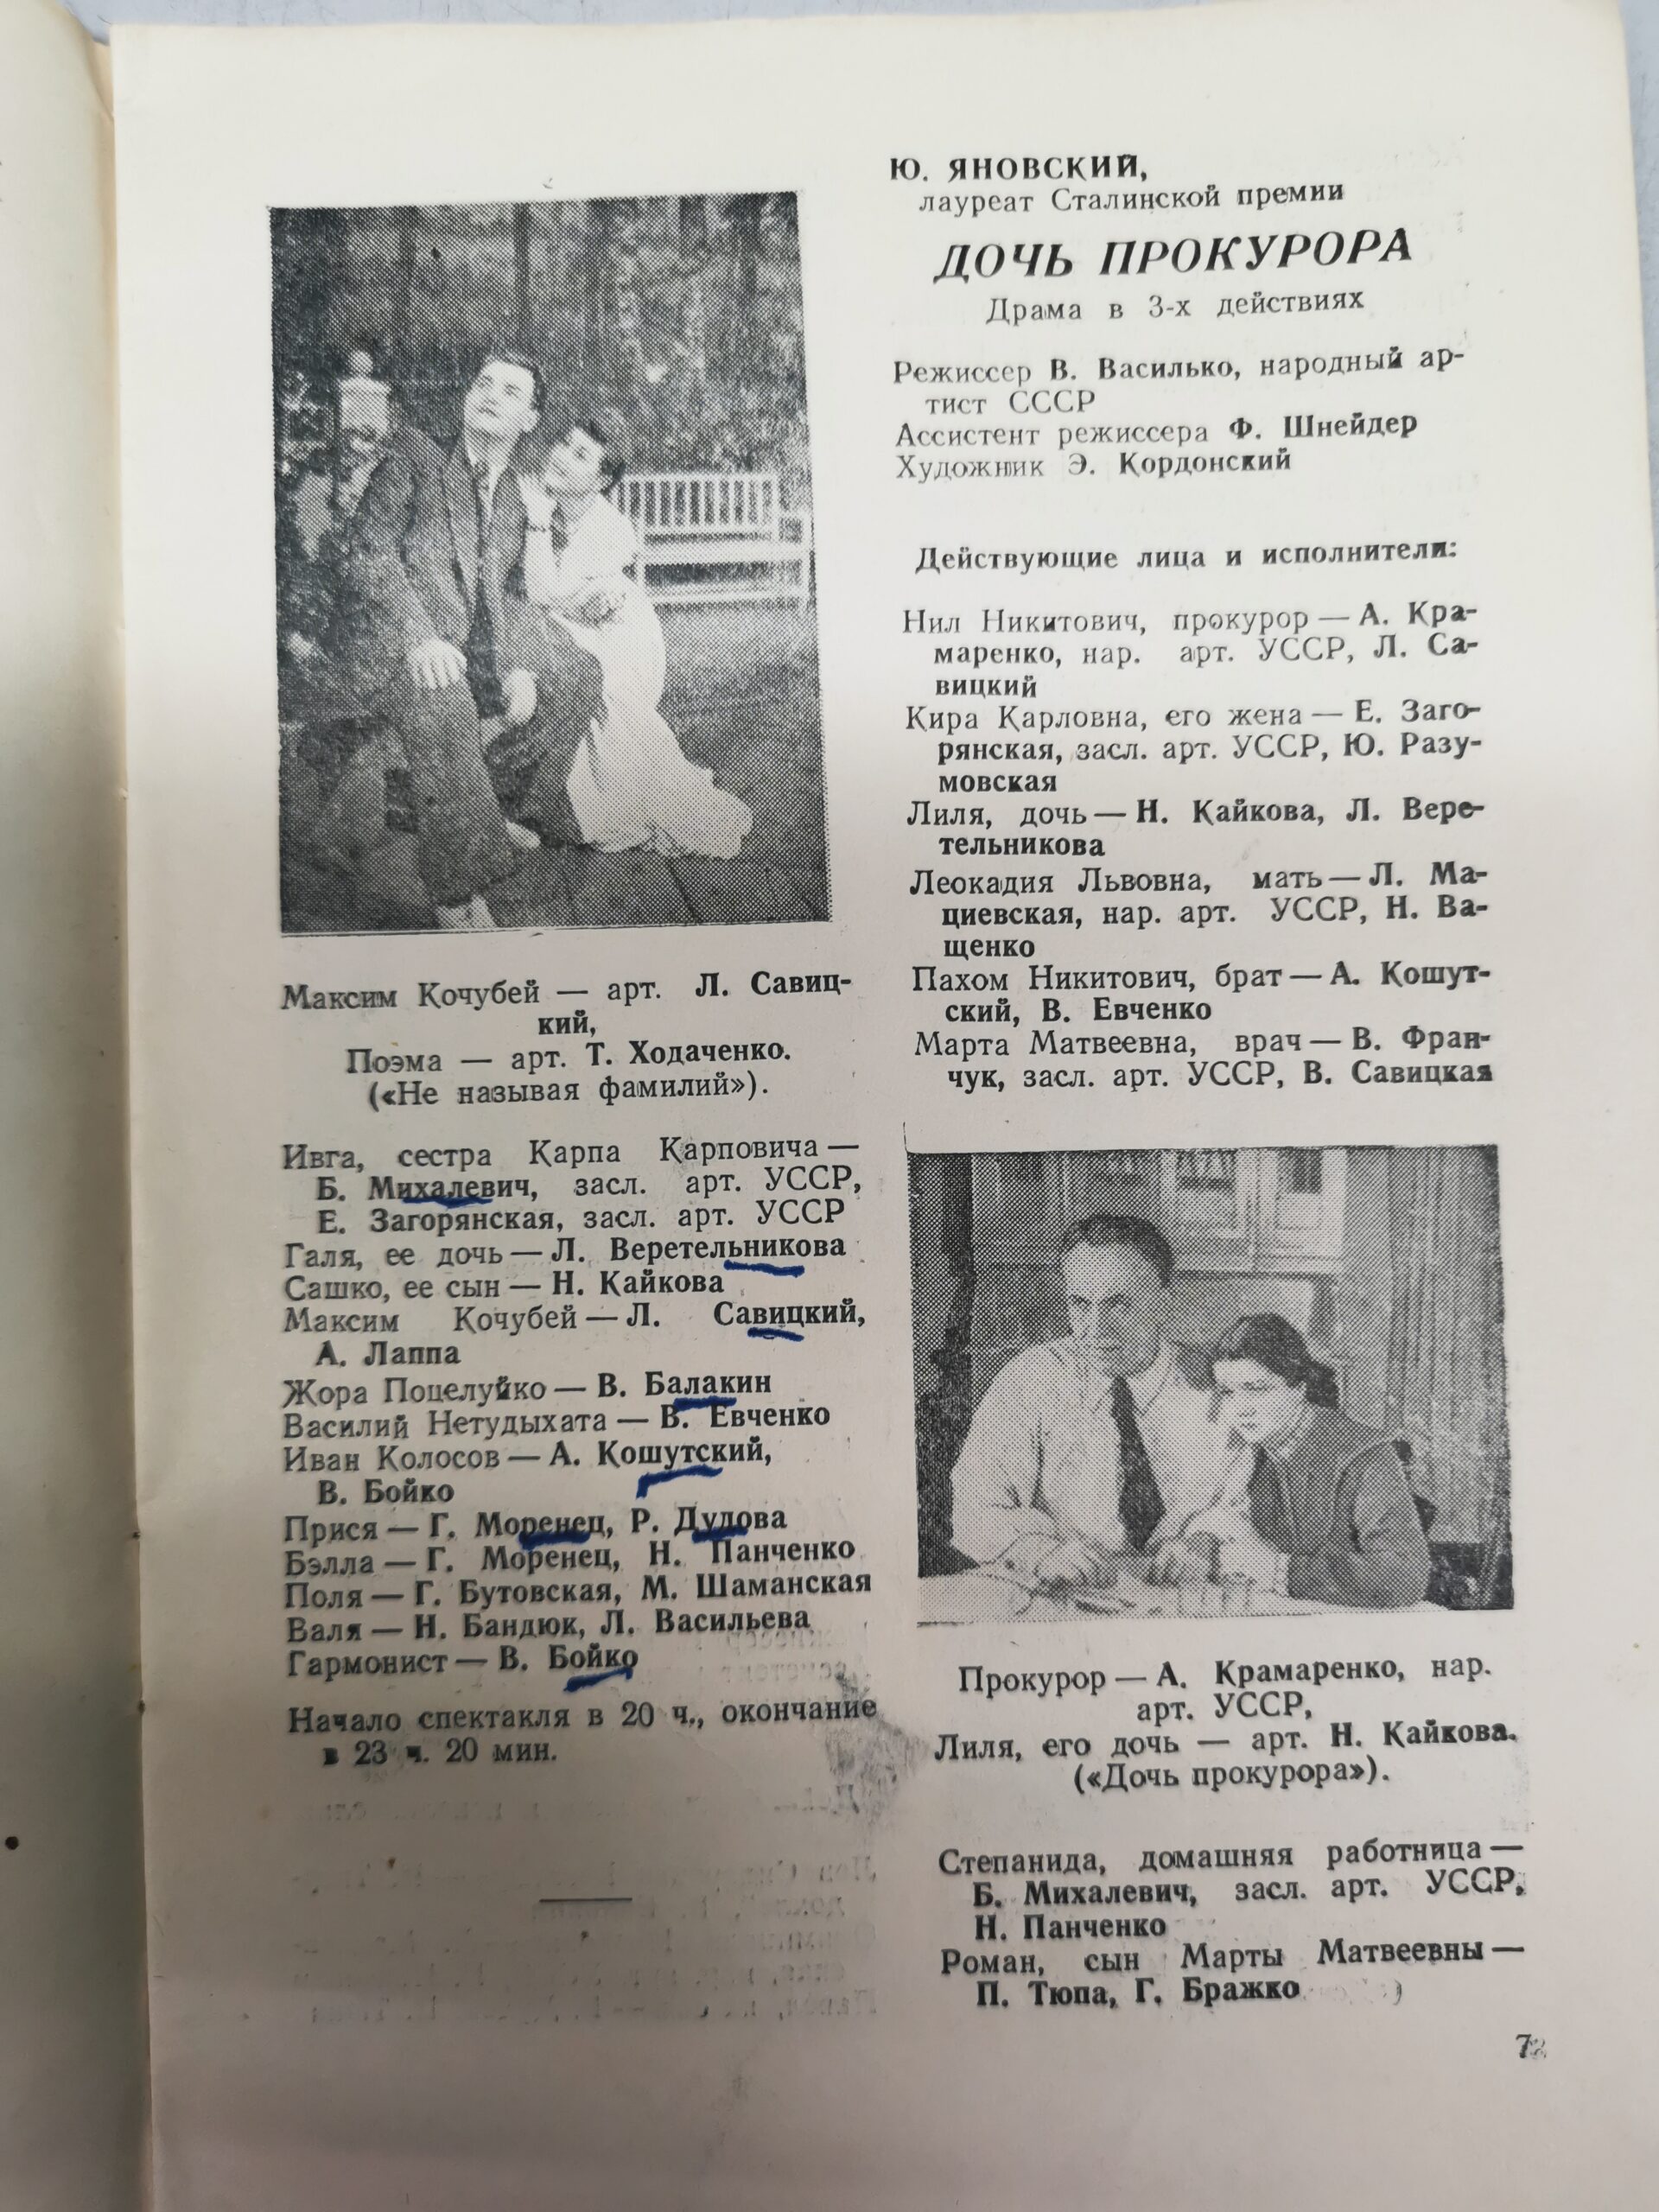 Максим Кочубей — арт. Л. Савиц-
кий,
Поэма — арт. Т. Ходаченко.
(«Не называя фамилий»).
Ивга, сестра Карпа Карповича —
Б. Михалевич, засл. арт. УССР,
Е. Загорянская, засл. арт. УССР
Галя, ее дочь — Л. Веретельникова
Сашко, ее сын — Н. Кайкова
Максим Кочубей — Л. Савицкий,
А. Лаппа
Жора Поцелуйко — В. Балакин
Василий Нетудыхата — В. Евченко
Иван Колосов — А. Кошутский,
В. Бойко
Прися — Г. Моренец, Р. Дудова
Бэлла — Г. Моренец, Н. Панченко
Поля — Г. Бутовская, М. Шаманская
Валя — Н. Бандюк, Л. Васильева
Гармонист — В. Бойко
Начало спектакля в 20 ч., окончание
в 23 ч. 20 мин.
Ю. ЯНОВСКИЙ,
лауреат Сталинской премии
ДОЧЬ ПРОКУРОРА
Драма в 3-х действиях
Режиссер В. Василько, народный ар-
тист СССР
Ассистент режиссера Ф. Шнейдер
Художник Э. Кордонский
Действующие лица и исполнители:
Нил Никитович, прокурор — А. Кра-
маренко, нар. арт. УССР, Л. Са-
вицкий
Кира Карловна, его жена — Е. Заго-
рянская, засл. арт. УССР, Ю. Разу-
мовская
Лиля, дочь — Н. Кайкова, Л. Вере-
тельникова
Леокадия Львовна, мать — Л. Ма-
циевская, нар. арт. УССР, Н. Ва-
щенко
Пахом Никитович, брат — А. Кошут-
ский, В. Евченко
Марта Матвеевна, врач — В. Фран-
чук, засл. арт. УССР, В. Савицкая
Прокурор — А. Крамаренко, нар.
арт. УССР,
Лиля, его дочь — арт. Н. Кайкова.
(«Дочь прокурора»).
Степанида, домашняя работница —
Б. Михалевич, засл. арт. УССР,
Н. Панченко
Роман, сын Марты Матвеевны —
П. Тюпа, Г. Бражко